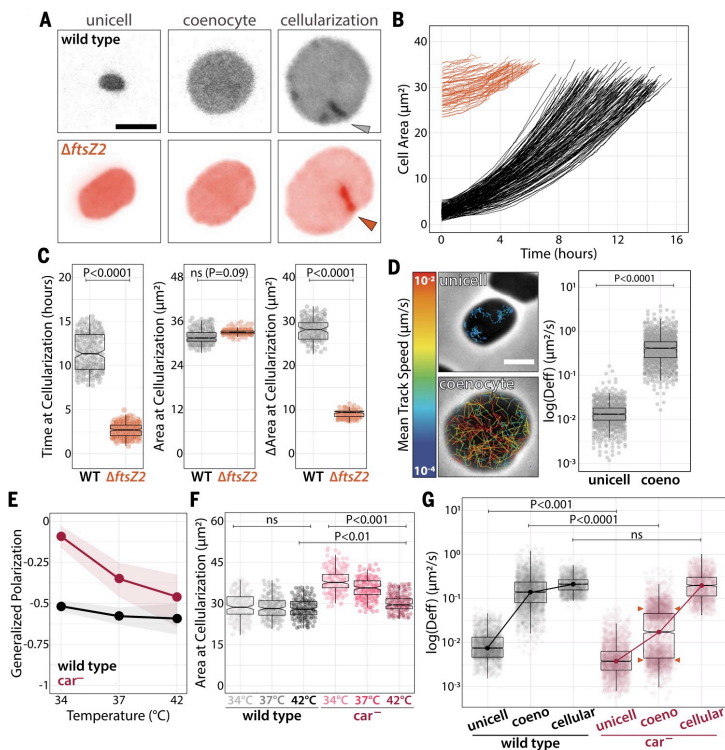 A
unicell
coenocyte
cellularization
wild type
ΔftsZ2
B
Cell Area (μm²)
40
30
20
10
0
0
4
8
12
16
Time (hours)
C
P<0.0001
Time at Cellularization (hours)
20
15
10
5
0
WT ΔftsZ2
ns (P=0.09)
Area at Cellularization (μm²)
48
36
24
12
0
WT ΔftsZ2
P<0.0001
ΔArea at Cellularization (μm²)
40
30
20
10
0
WT ΔftsZ2
D
Mean Track Speed (μm/s)
10⁻²
10⁻⁴
unicell
coenocyte
P<0.0001
log(Deff) (μm²/s)
10¹
10⁰
10⁻¹
10⁻²
10⁻³
unicell coeno
E
Generalized Polarization
0
-0.25
-0.5
-0.75
-1
wild type
car⁻
34
37
42
Temperature (°C)
F
ns
P<0.001
P<0.01
Area at Cellularization (μm²)
60
45
30
15
0
34°C 37°C 42°C 34°C 37°C 42°C
wild type car⁻
G
P<0.001
P<0.0001
ns
log(Deff) (μm²/s)
10¹
10⁰
10⁻¹
10⁻²
10⁻³
unicell coeno cellular unicell coeno cellular
wild type car⁻